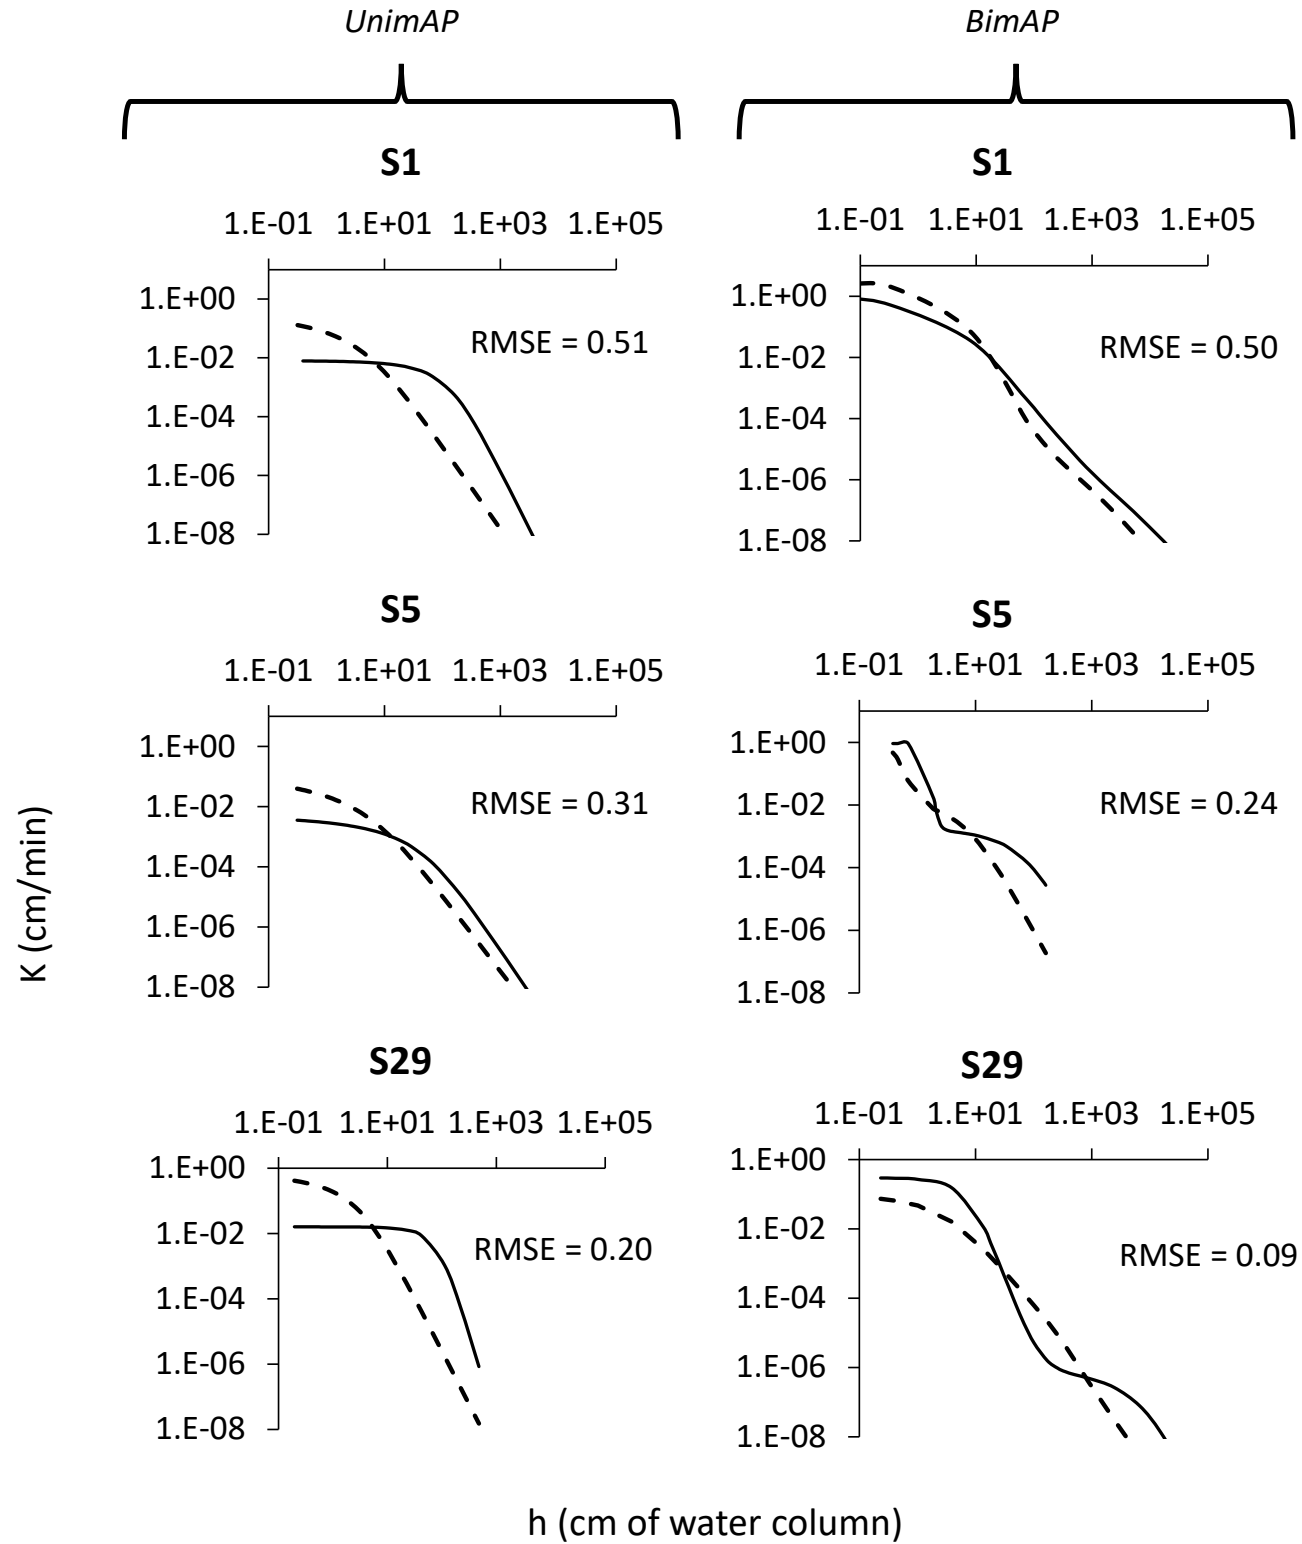 UnimAP
BimAP
S1
1.E-01 1.E+01 1.E+03 1.E+05
1.E+00
1.E-02
1.E-04
1.E-06
1.E-08
RMSE = 0.51
S1
1.E-01 1.E+01 1.E+03 1.E+05
1.E+00
1.E-02
1.E-04
1.E-06
1.E-08
RMSE = 0.50
S5
1.E-01 1.E+01 1.E+03 1.E+05
1.E+00
1.E-02
1.E-04
1.E-06
1.E-08
RMSE = 0.31
S5
1.E-01 1.E+01 1.E+03 1.E+05
1.E+00
1.E-02
1.E-04
1.E-06
1.E-08
RMSE = 0.24
S29
1.E-01 1.E+01 1.E+03 1.E+05
1.E+00
1.E-02
1.E-04
1.E-06
1.E-08
RMSE = 0.20
S29
1.E-01 1.E+01 1.E+03 1.E+05
1.E+00
1.E-02
1.E-04
1.E-06
1.E-08
RMSE = 0.09
K (cm/min)
h (cm of water column)